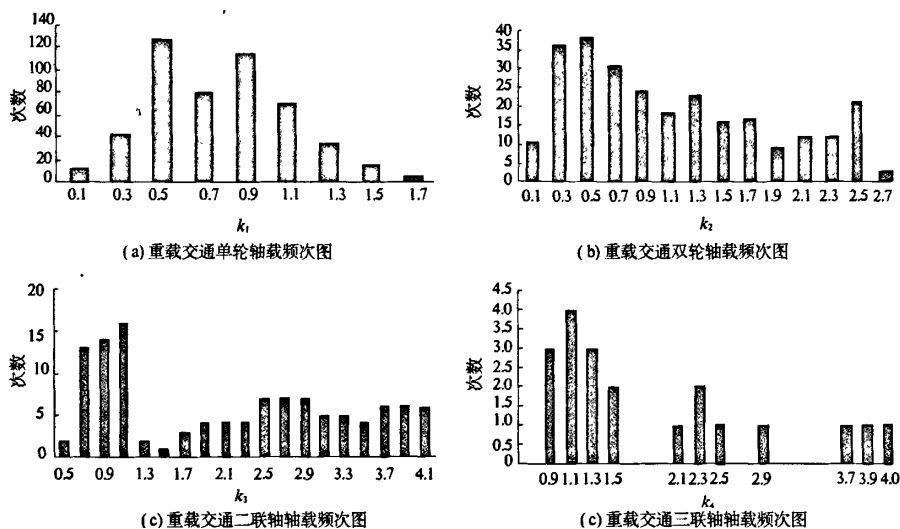 140
120
100
80
60
40
20
0
次数
0.1 0.3 0.5 0.7 0.9 1.1 1.3 1.5 1.7
k₁
(a) 重载交通单轮轴载频次图
40
35
30
25
20
15
10
5
0
次数
0.1 0.3 0.5 0.7 0.9 1.1 1.3 1.5 1.7 1.9 2.1 2.3 2.5 2.7
k₂
(b) 重载交通双轮轴载频次图
20
15
10
5
0
次数
0.5 0.9 1.3 1.7 2.1 2.5 2.9 3.3 3.7 4.1
k₃
(c) 重载交通二联轴轴载频次图
4.5
4.0
3.5
3.0
2.5
2.0
1.5
1.0
0.5
0
次数
0.9 1.1 1.3 1.5 2.1 2.3 2.5 2.9 3.7 3.9 4.0
k₄
(c) 重载交通三联轴轴载频次图